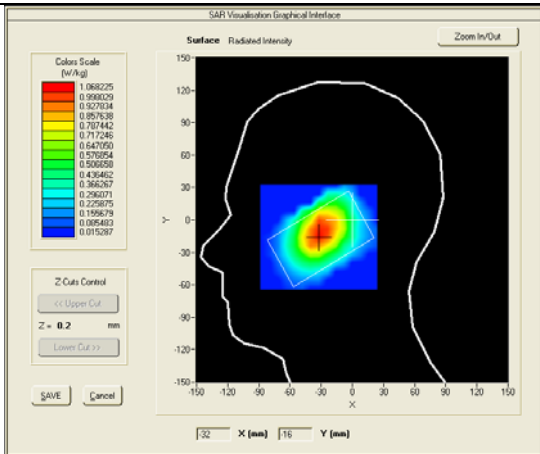 SAR Visualisation Graphical Interface
Surface Radiated Intensity
Zoom In/Out
Colors Scale
(W/kg)
1.068225
0.998029
0.927834
0.857638
0.787442
0.717246
0.647050
0.576854
0.506658
0.436462
0.366267
0.296071
0.225875
0.155679
0.085483
0.015287
Z-Cuts Control
<< Upper Cut
Z = 0.2 mm
Lower Cut >>
SAVE Cancel
150
120
90
60
30
0
-30
-60
-90
-120
-150
Y
-150 -120 -90 -60 -30 0 30 60 90 120 150
X
-32 X (mm) -16 Y (mm)